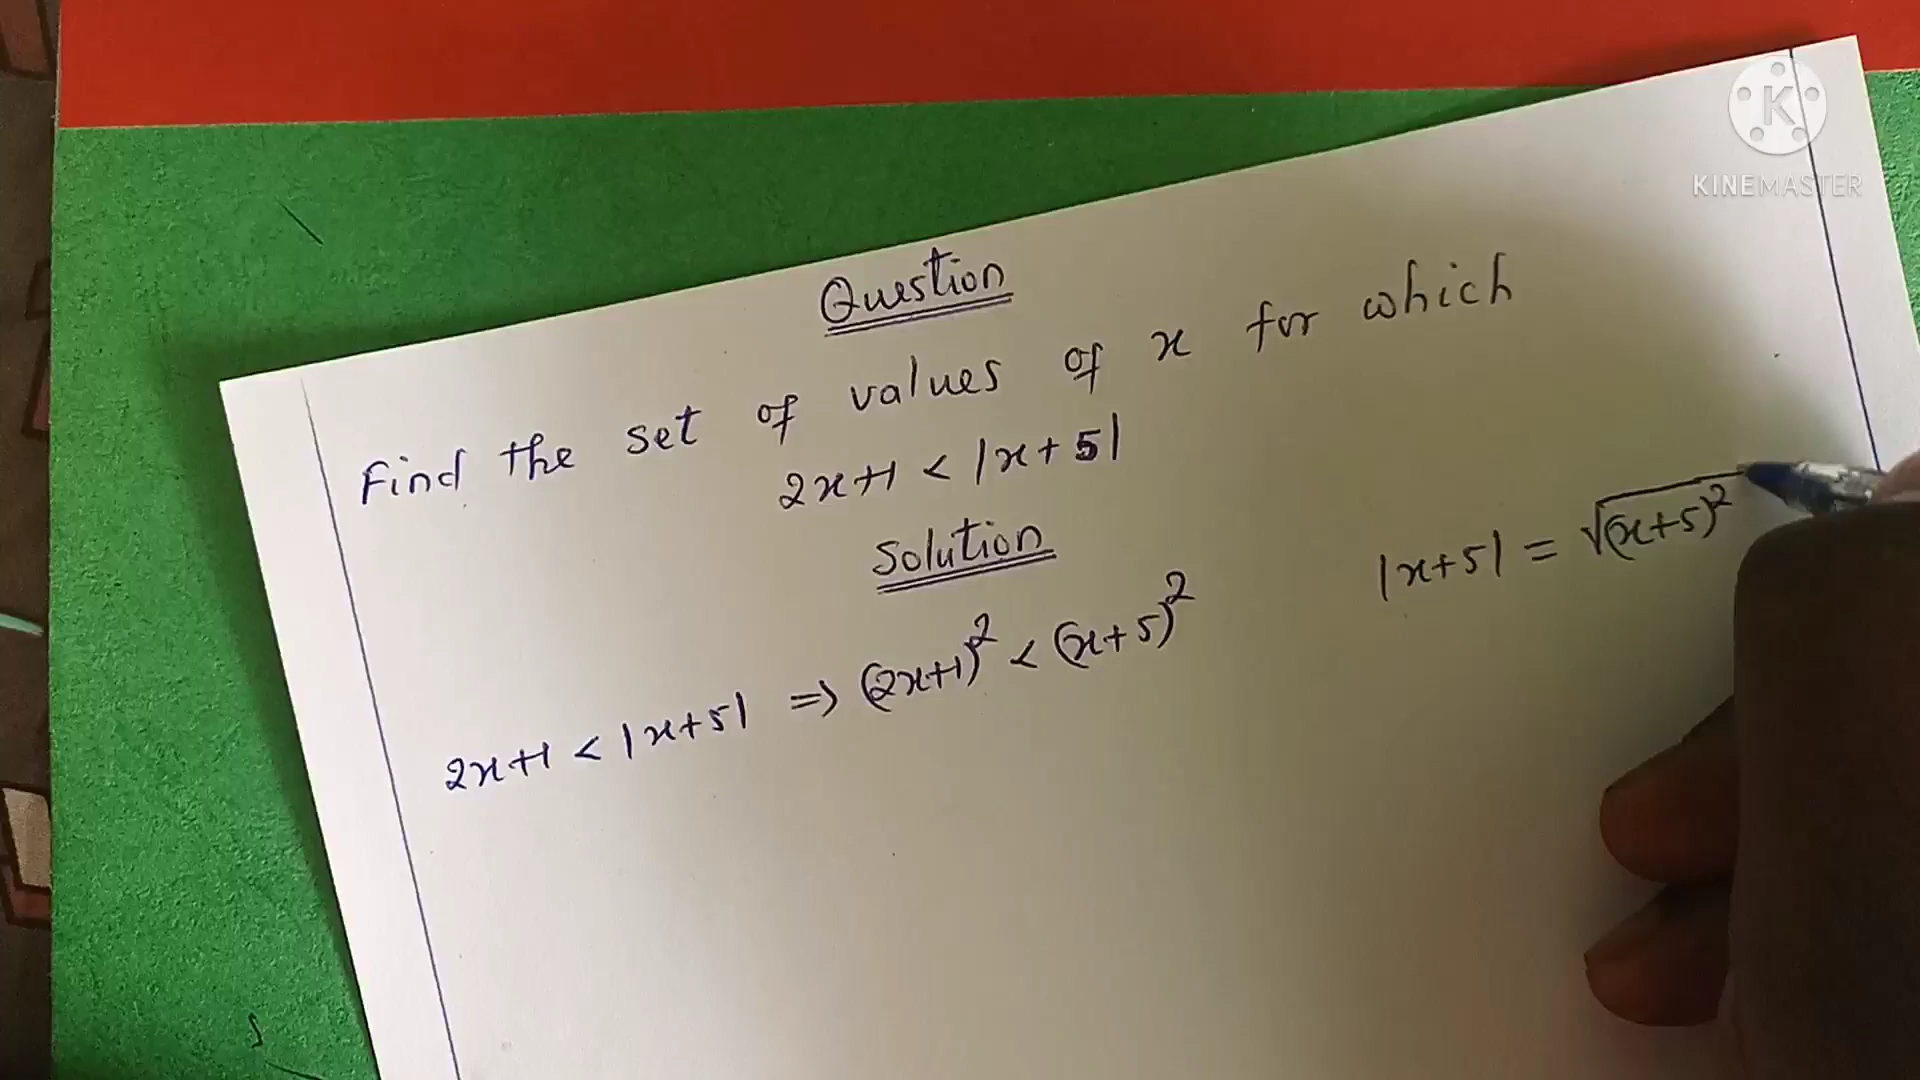 KINEMASTER
Question
Find the set of values of x for which
2x+1 < |x+5|
Solution
|x+5| = √(x+5)²
2x+1 < |x+5| => (2x+1)² < (x+5)²